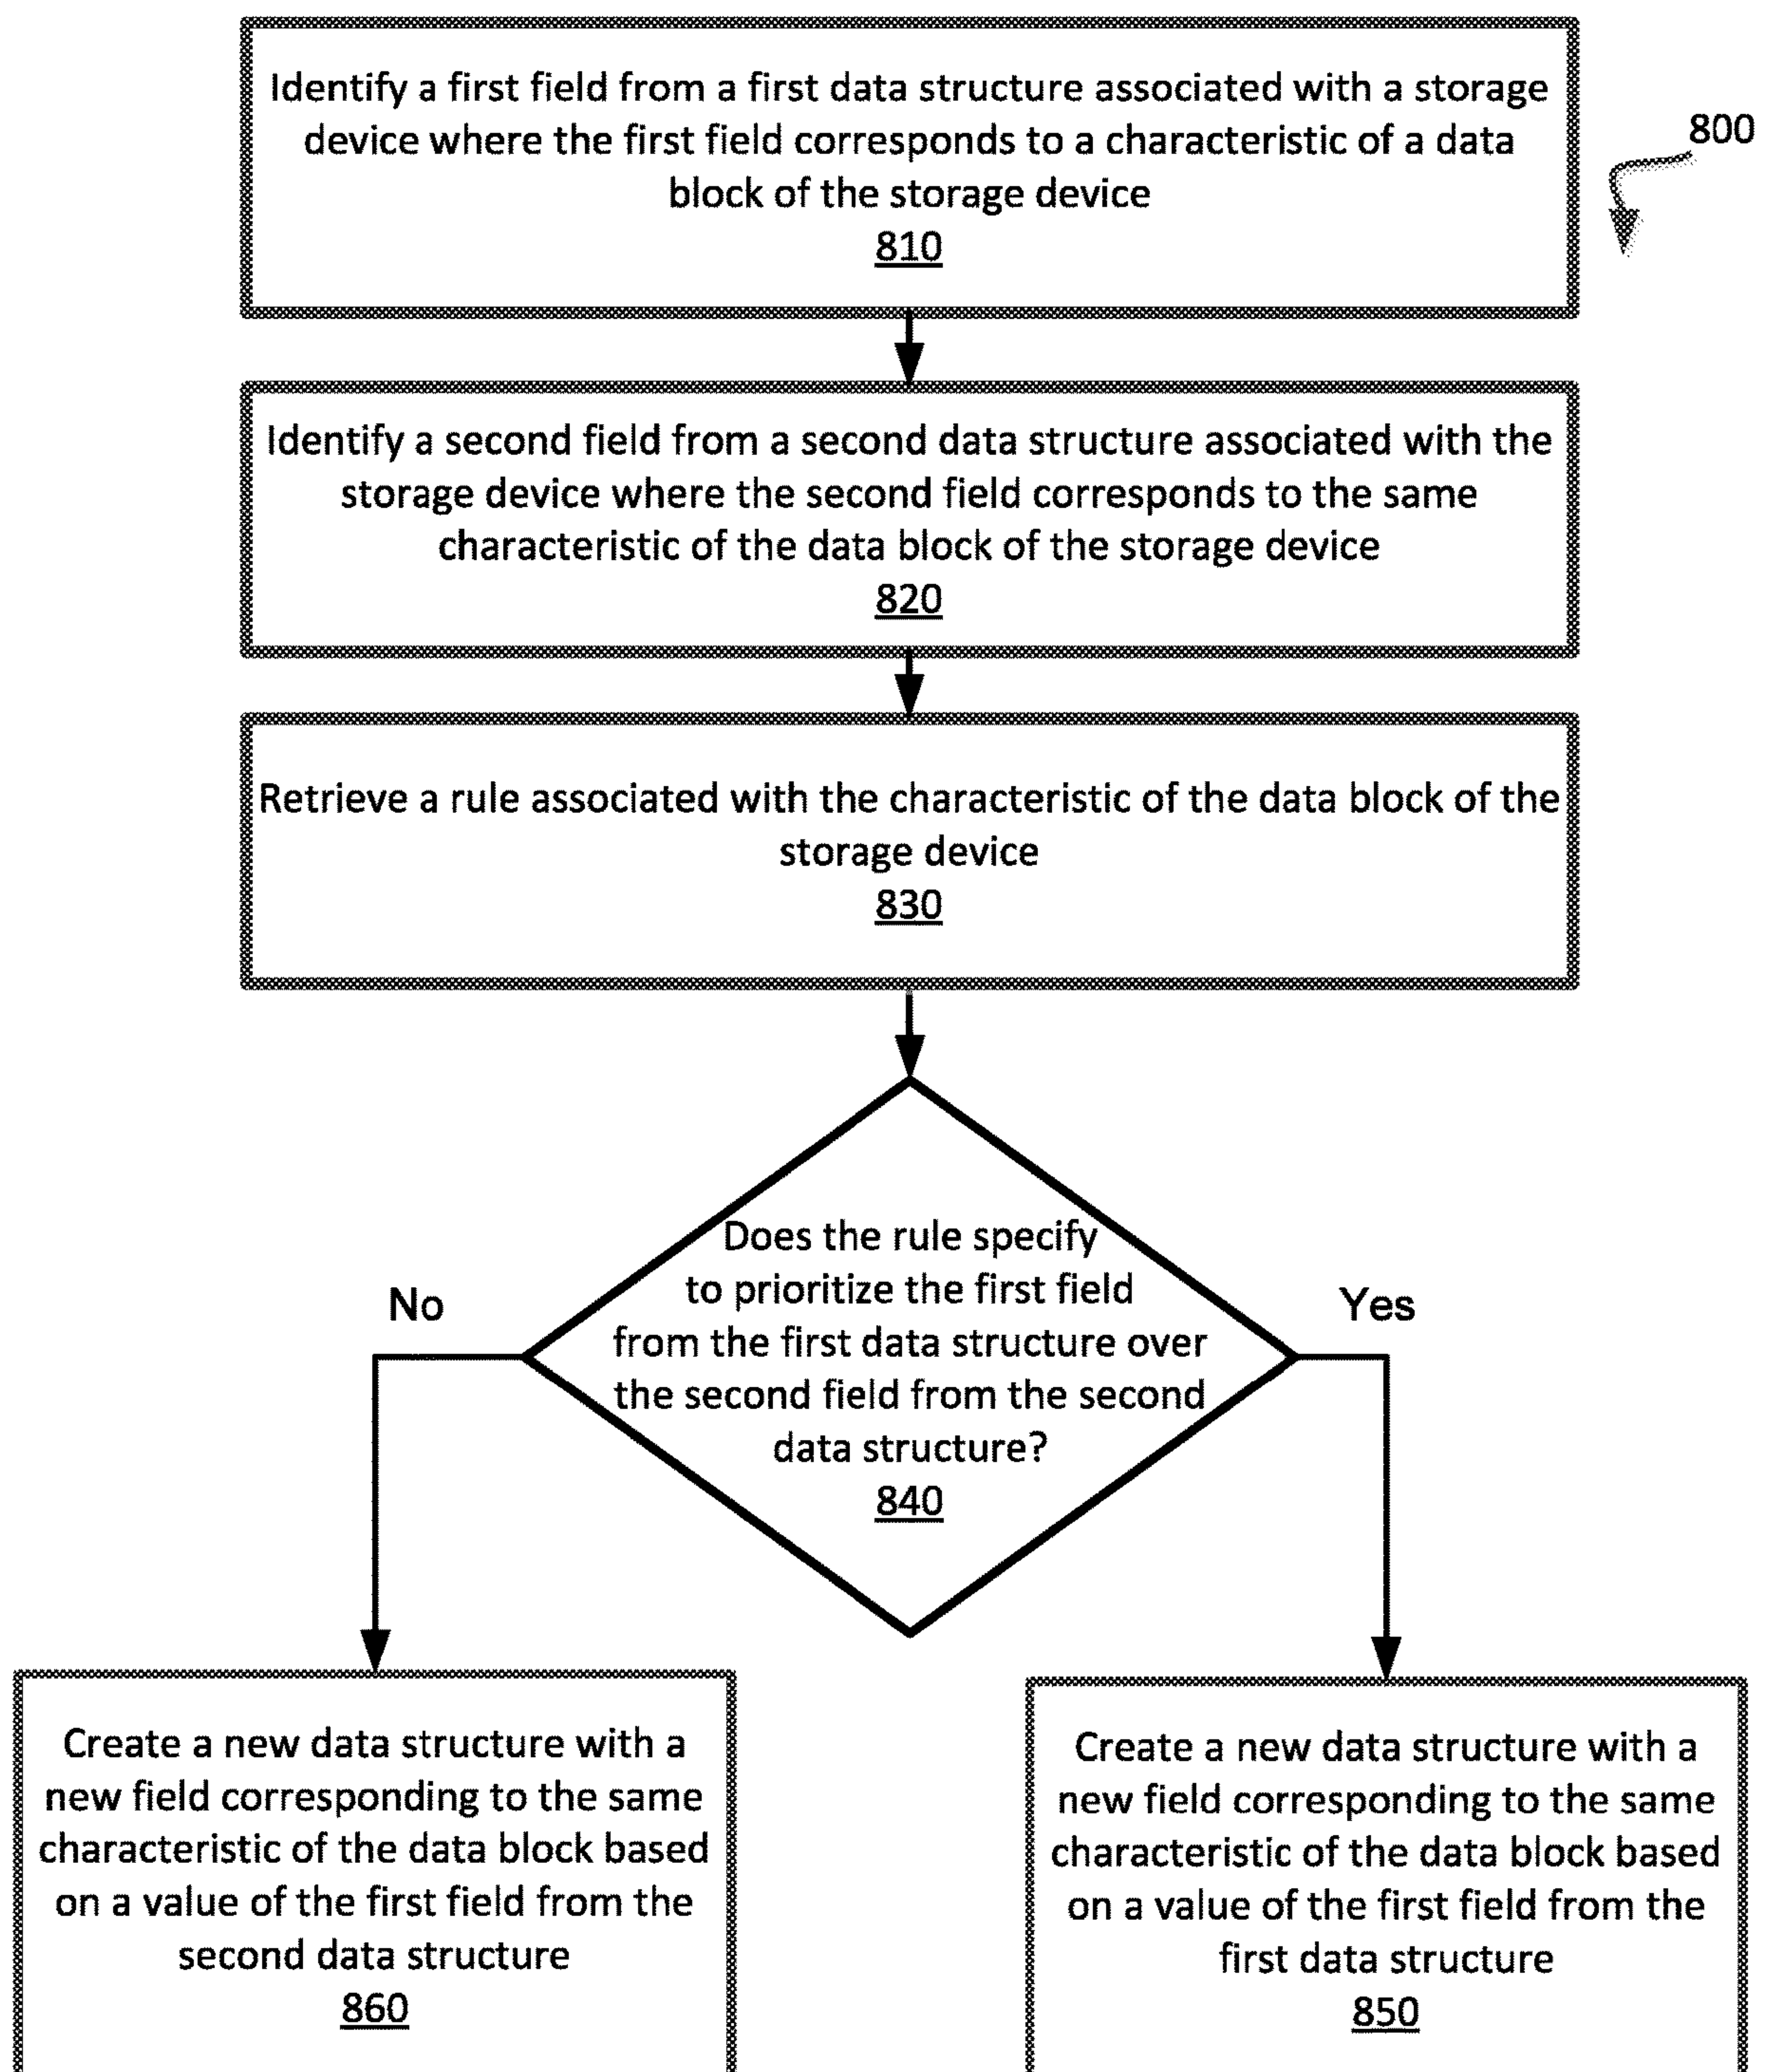 Identify a first field from a first data structure associated with a storage
device where the first field corresponds to a characteristic of a data
block of the storage device
810
800
Identify a second field from a second data structure associated with the
storage device where the second field corresponds to the same
characteristic of the data block of the storage device
820
Retrieve a rule associated with the characteristic of the data block of the
storage device
830
Does the rule specify
to prioritize the first field
from the first data structure over
the second field from the second
data structure?
840
No
Yes
Create a new data structure with a
new field corresponding to the same
characteristic of the data block based
on a value of the first field from the
second data structure
860
Create a new data structure with a
new field corresponding to the same
characteristic of the data block based
on a value of the first field from the
first data structure
850